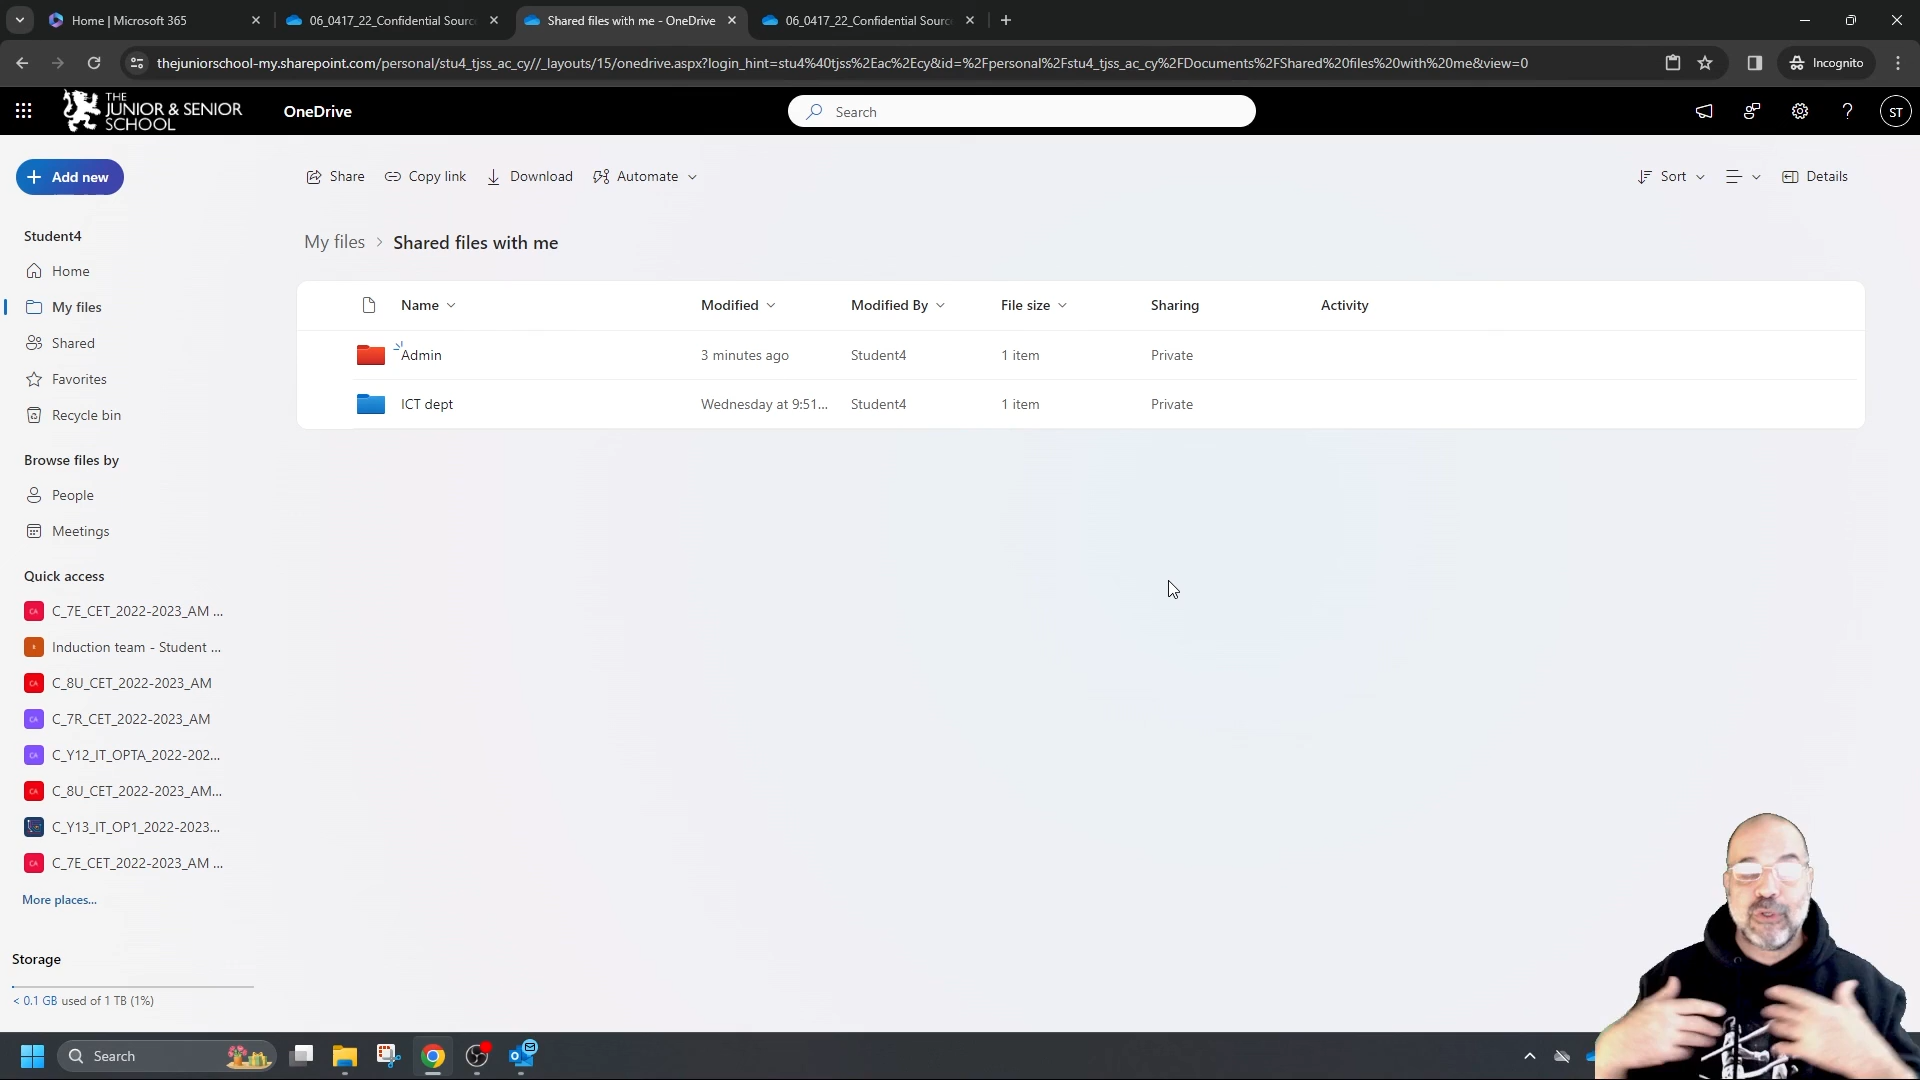 Home | Microsoft 365
06_0417_22_Confidential Sourc
Shared files with me - OneDrive
06_0417_22_Confidential Sourc
thejuniorschool-my.sharepoint.com/personal/stu4_tjss_ac_cy//_layouts/15/onedrive.aspx?login_hint=stu4%40tjss%2Eac%2Ecy&id=%2Fpersonal%2Fstu4_tjss_ac_cy%2FDocuments%2FShared%20files%20with%20me&view=0
Incognito
THE
JUNIOR & SENIOR
SCHOOL
OneDrive
Search
ST
Add new
Share
Copy link
Download
Automate
Sort
Details
Student4
Home
My files
Shared
Favorites
Recycle bin
Browse files by
People
Meetings
Quick access
CA C_7E_CET_2022-2023_AM ...
Induction team - Student ...
CA C_8U_CET_2022-2023_AM
CA C_7R_CET_2022-2023_AM
CA C_Y12_IT_OPTA_2022-202...
CA C_8U_CET_2022-2023_AM...
C_Y13_IT_OP1_2022-2023...
CA C_7E_CET_2022-2023_AM ...
More places...
Storage
< 0.1 GB used of 1 TB (1%)
My files > Shared files with me
Name Modified Modified By File size Sharing Activity
Admin 3 minutes ago Student4 1 item Private
ICT dept Wednesday at 9:51... Student4 1 item Private
Search